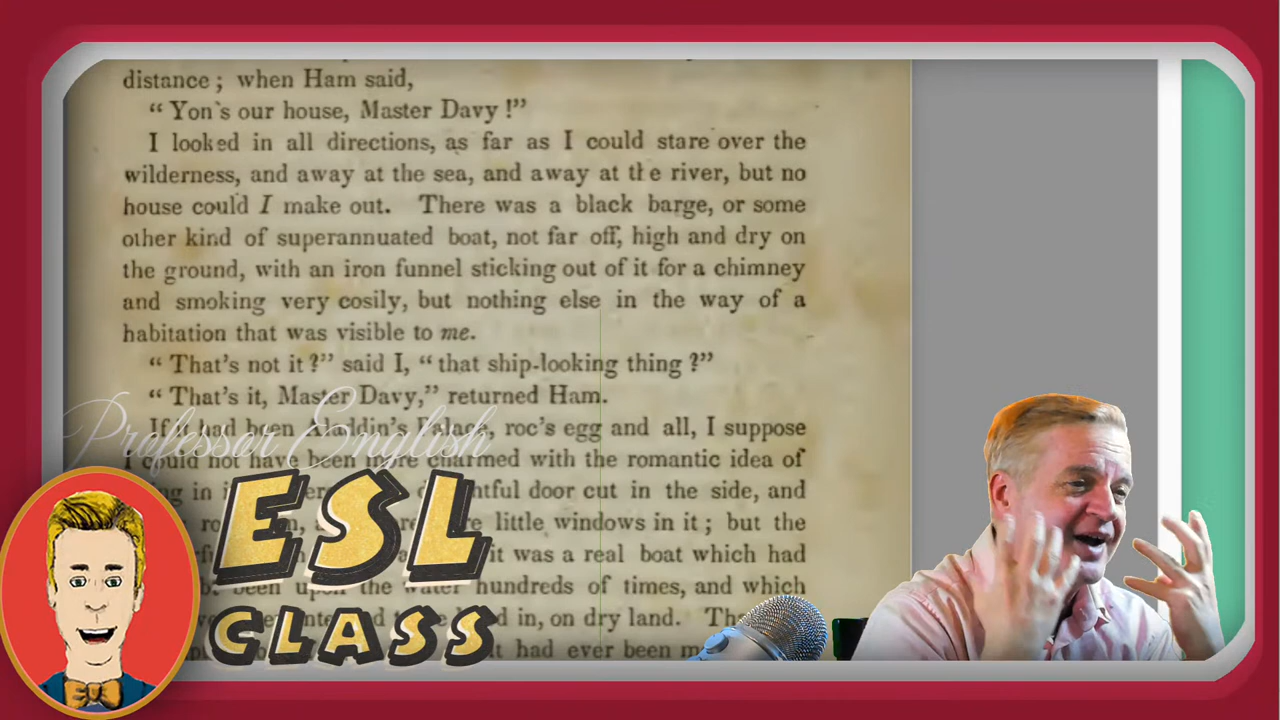 distance ; when Ham said,
“ Yon's our house, Master Davy !”
I looked in all directions, as far as I could stare over the
wilderness, and away at the sea, and away at the river, but no
house could I make out. There was a black barge, or some
other kind of superannuated boat, not far off, high and dry on
the ground, with an iron funnel sticking out of it for a chimney
and smoking very cosily, but nothing else in the way of a
habitation that was visible to me.
“ That's not it ?” said I, “ that ship-looking thing ?”
“ That's it, Master Davy,” returned Ham.
If it had been Aladdin's Palace, roc's egg and all, I suppose
I could not have been more charmed with the romantic idea of
in door cut in the side, and
little windows in it ; but the
it was a real boat which had
been upon the water hundreds of times, and which
in, on dry land.
had ever been
Professor English
ESL
CLASS